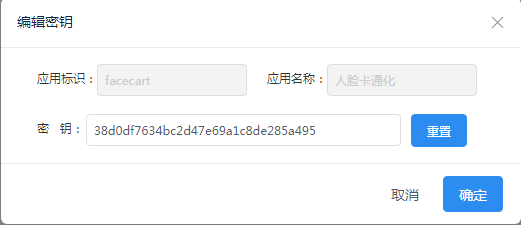 编辑密钥
应用标识： facecart 应用名称： 人脸卡通化
密 钥： 38d0df7634bc2d47e69a1c8de285a495 重置
取消 确定